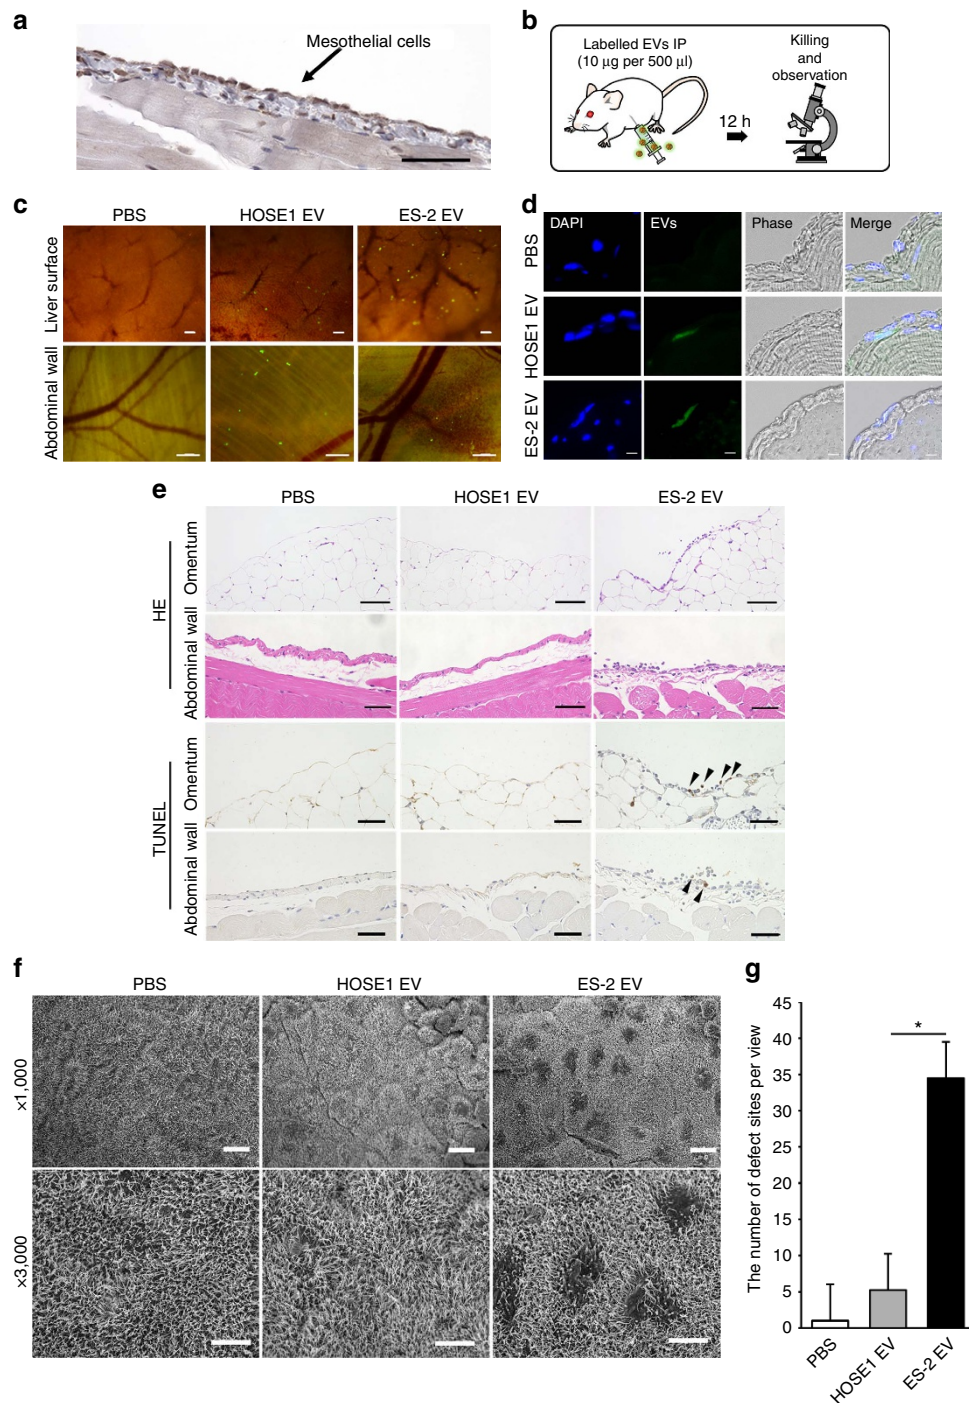 a
Mesothelial cells
b
Labelled EVs IP
(10 µg per 500 µl)
Killing
and
observation
12 h
c
PBS
HOSE1 EV
ES-2 EV
Liver surface
Abdominal wall
d
DAPI
EVs
Phase
Merge
PBS
HOSE1 EV
ES-2 EV
e
PBS
HOSE1 EV
ES-2 EV
HE
Omentum
Abdominal wall
TUNEL
Omentum
Abdominal wall
f
PBS
HOSE1 EV
ES-2 EV
×1,000
×3,000
g
The number of defect sites per view
45
40
35
30
25
20
15
10
5
0
*
PBS
HOSE1 EV
ES-2 EV